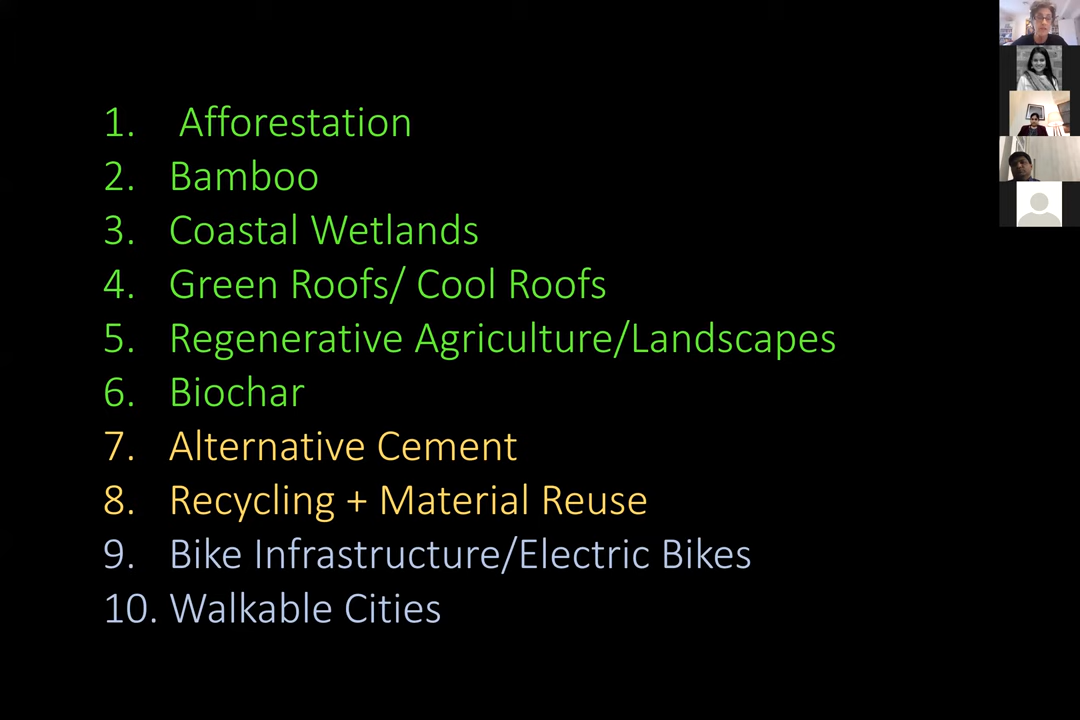 1. Afforestation
2. Bamboo
3. Coastal Wetlands
4. Green Roofs/ Cool Roofs
5. Regenerative Agriculture/Landscapes
6. Biochar
7. Alternative Cement
8. Recycling + Material Reuse
9. Bike Infrastructure/Electric Bikes
10. Walkable Cities